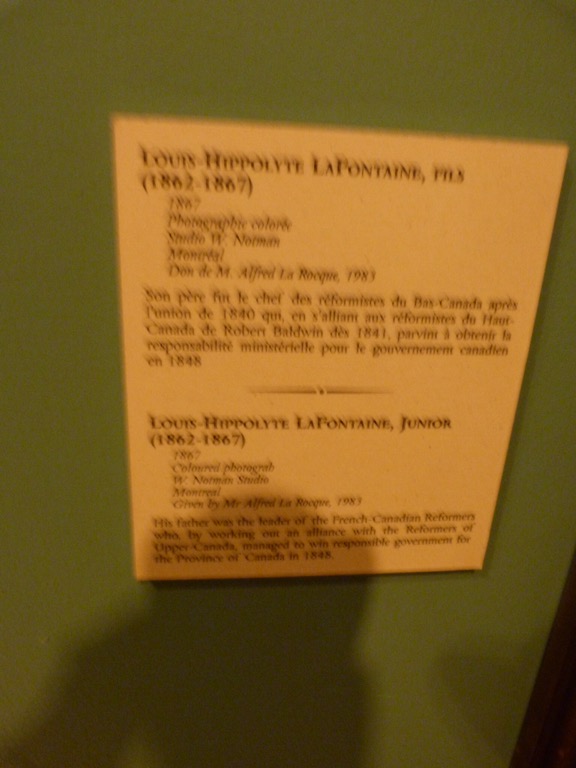 LOUIS-HIPPOLYTE LAFONTAINE, FILS
(1862-1867)
1867
Photographie colorée
Studio W. Notman
Montréal
Don de M. Alfred La Rocque, 1983
Son père fut le chef des réformistes du Bas-Canada après
l'union de 1840 qui, en s'alliant aux réformistes du Haut-
Canada de Robert Baldwin dès 1841, parvint à obtenir la
responsabilité ministérielle pour le gouvernement canadien
en 1848
LOUIS-HIPPOLYTE LAFONTAINE, JUNIOR
(1862-1867)
1867
Coloured photograh
W. Notman Studio
Montreal
Given by Mr Alfred La Rocque, 1983
His father was the leader of the French-Canadian Reformers
who, by working out an alliance with the Reformers of
Upper-Canada, managed to win responsible government for
the Province of Canada in 1848.